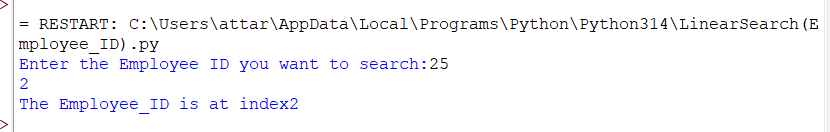 >
= RESTART: C:\Users\attar\AppData\Local\Programs\Python\Python314\LinearSearch(E
mployee_ID).py
Enter the Employee ID you want to search:25
2
The Employee_ID is at index2
>